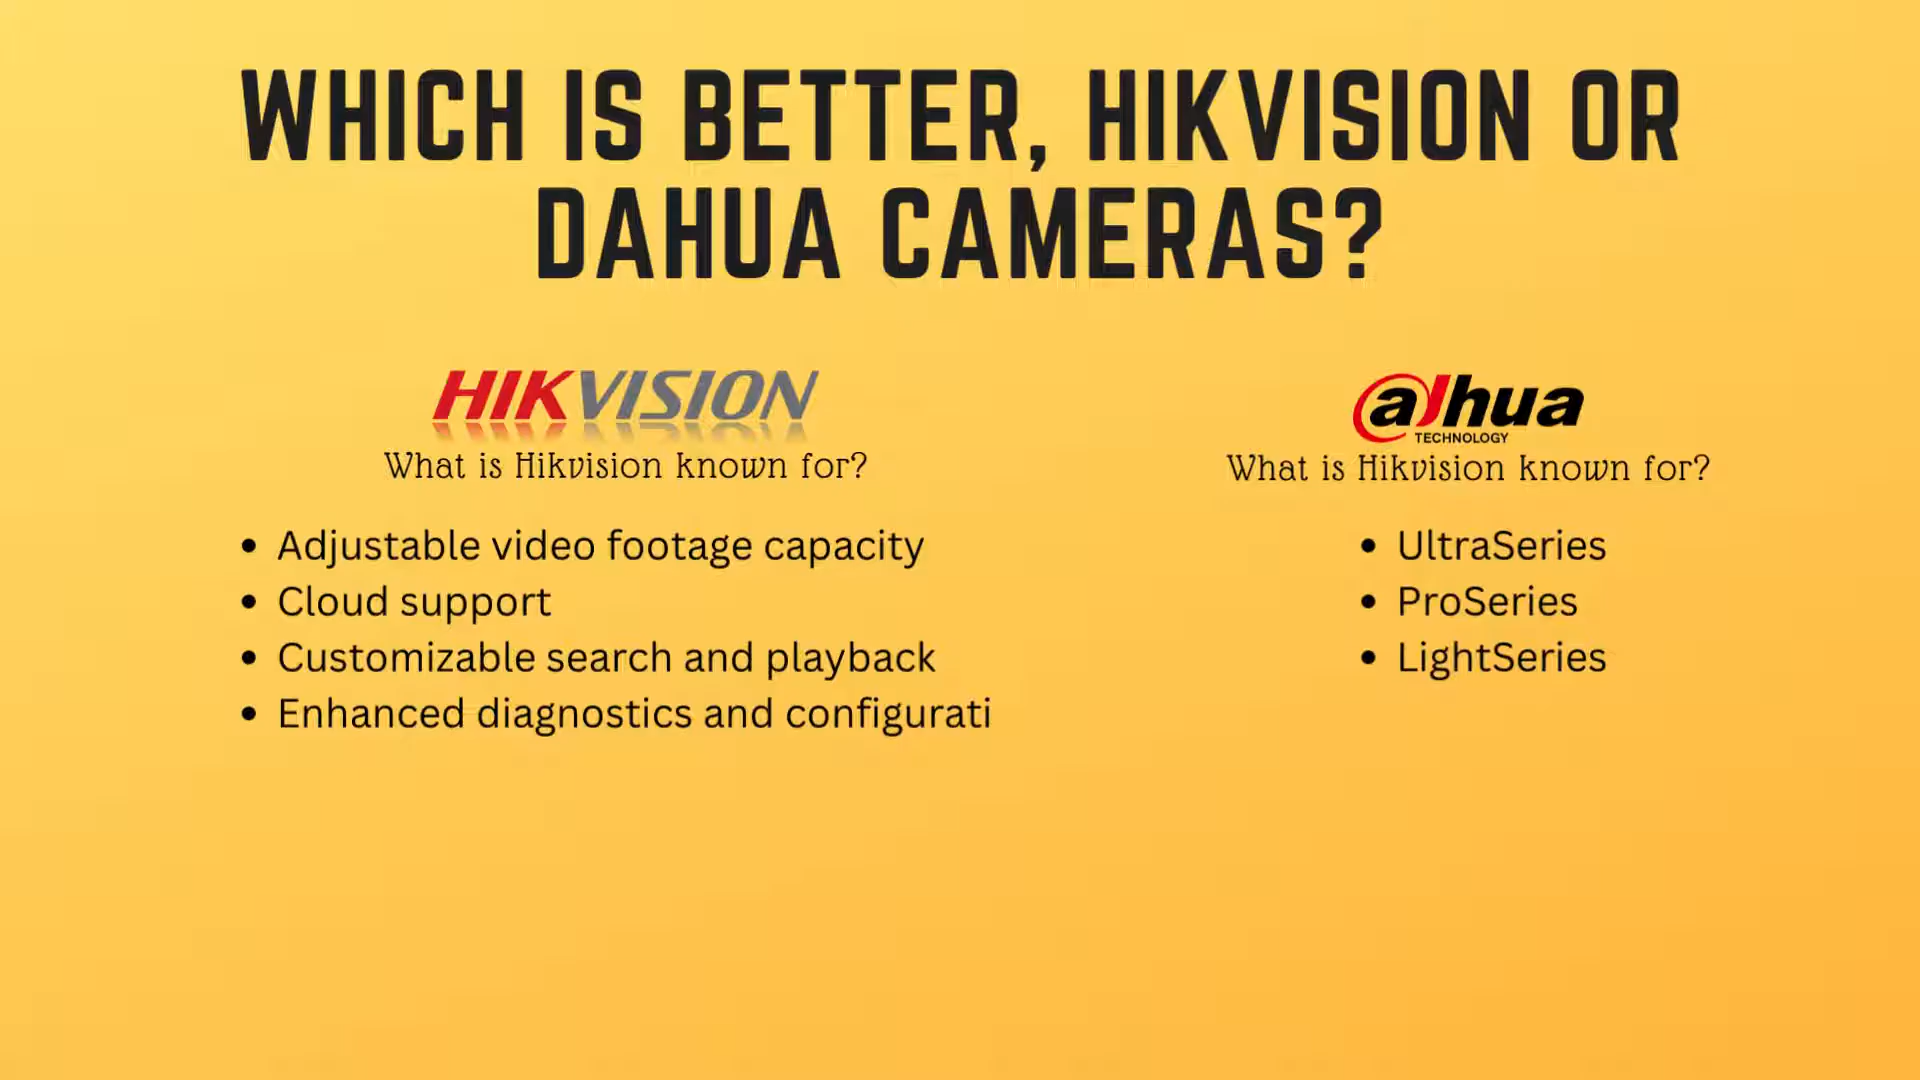 WHICH IS BETTER, HIKVISION OR
DAHUA CAMERAS?
HIKVISION
What is Hikvision known for?
• Adjustable video footage capacity
• Cloud support
• Customizable search and playback
• Enhanced diagnostics and configurati
alhua
TECHNOLOGY
What is Hikvision known for?
• UltraSeries
• ProSeries
• LightSeries